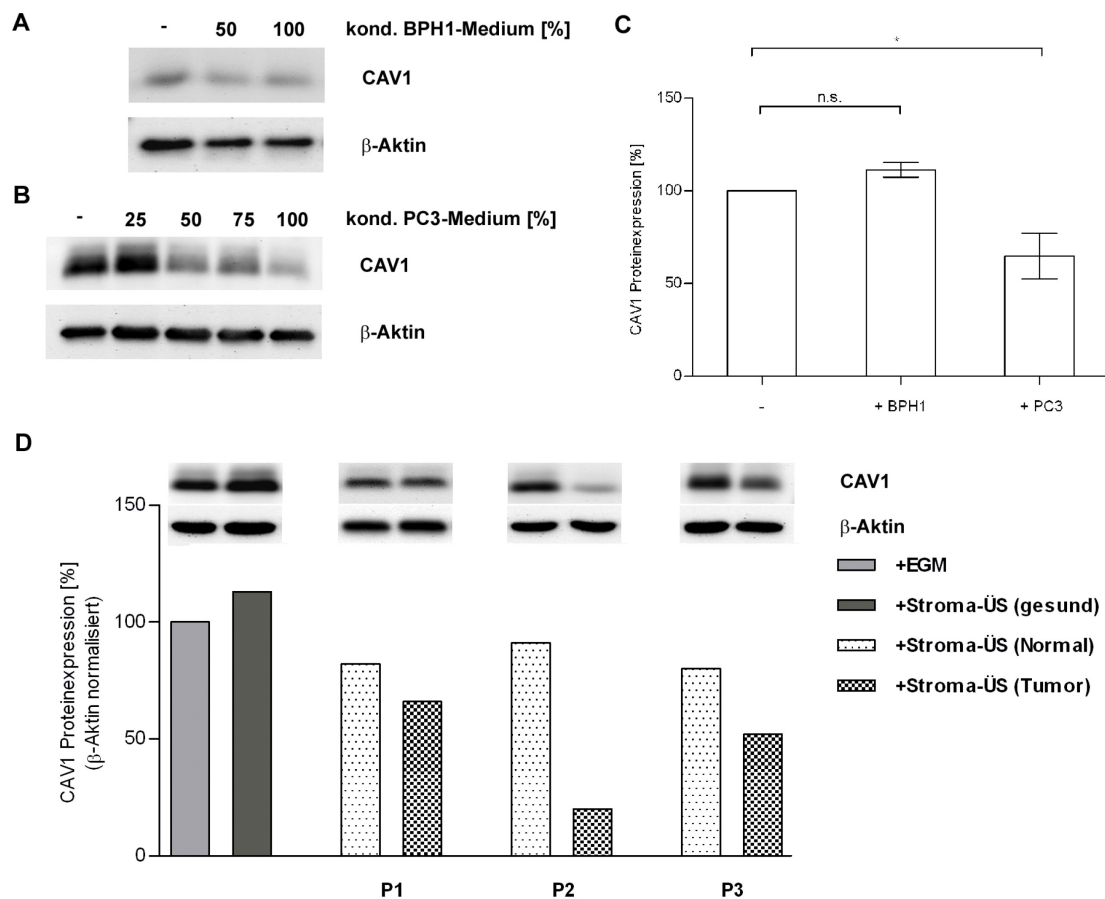 A
- 50 100 kond. BPH1-Medium [%]
CAV1
β-Aktin
B
- 25 50 75 100 kond. PC3-Medium [%]
CAV1
β-Aktin
C
*
n.s.
CAV1 Proteinexpression [%]
150
100
50
0
- + BPH1 + PC3
D
CAV1
β-Aktin
CAV1 Proteinexpression [%]
(β-Aktin normalisiert)
150
100
50
0
P1 P2 P3
+EGM
+Stroma-ÜS (gesund)
+Stroma-ÜS (Normal)
+Stroma-ÜS (Tumor)